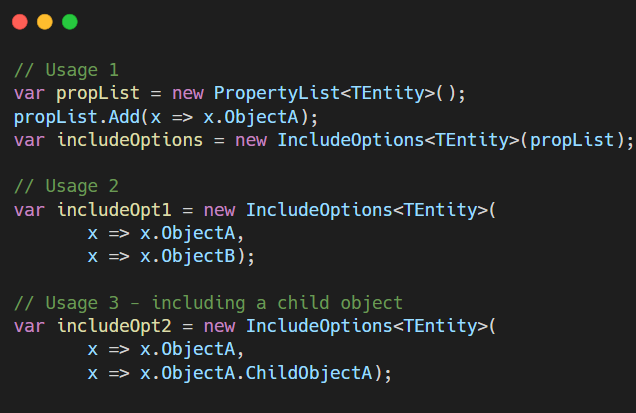 // Usage 1
var propList = new PropertyList<TEntity>();
propList.Add(x => x.ObjectA);
var includeOptions = new IncludeOptions<TEntity>(propList);
// Usage 2
var includeOpt1 = new IncludeOptions<TEntity>(
x => x.ObjectA,
x => x.ObjectB);
// Usage 3 – including a child object
var includeOpt2 = new IncludeOptions<TEntity>(
x => x.ObjectA,
x => x.ObjectA.ChildObjectA);